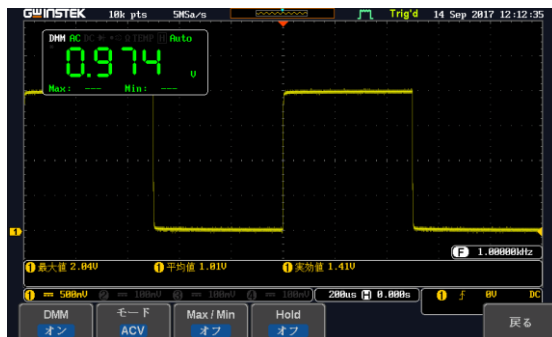 GWINSTEK 10k pts 5MSa/s Trig'd 14 Sep 2017 12:12:35
DMM AC DC TEMP Auto
0.974 V
Max: --- Min: ---
1
F 1.00000kHz
1 最大値 2.04V 1 平均値 1.01V 1 実効値 1.41V
1 500mV 2 100mV 3 100mV 4 100mV 200us H 0.000s 1 0V DC
DMM モード Max / Min Hold
オン ACV オフ オフ 戻る